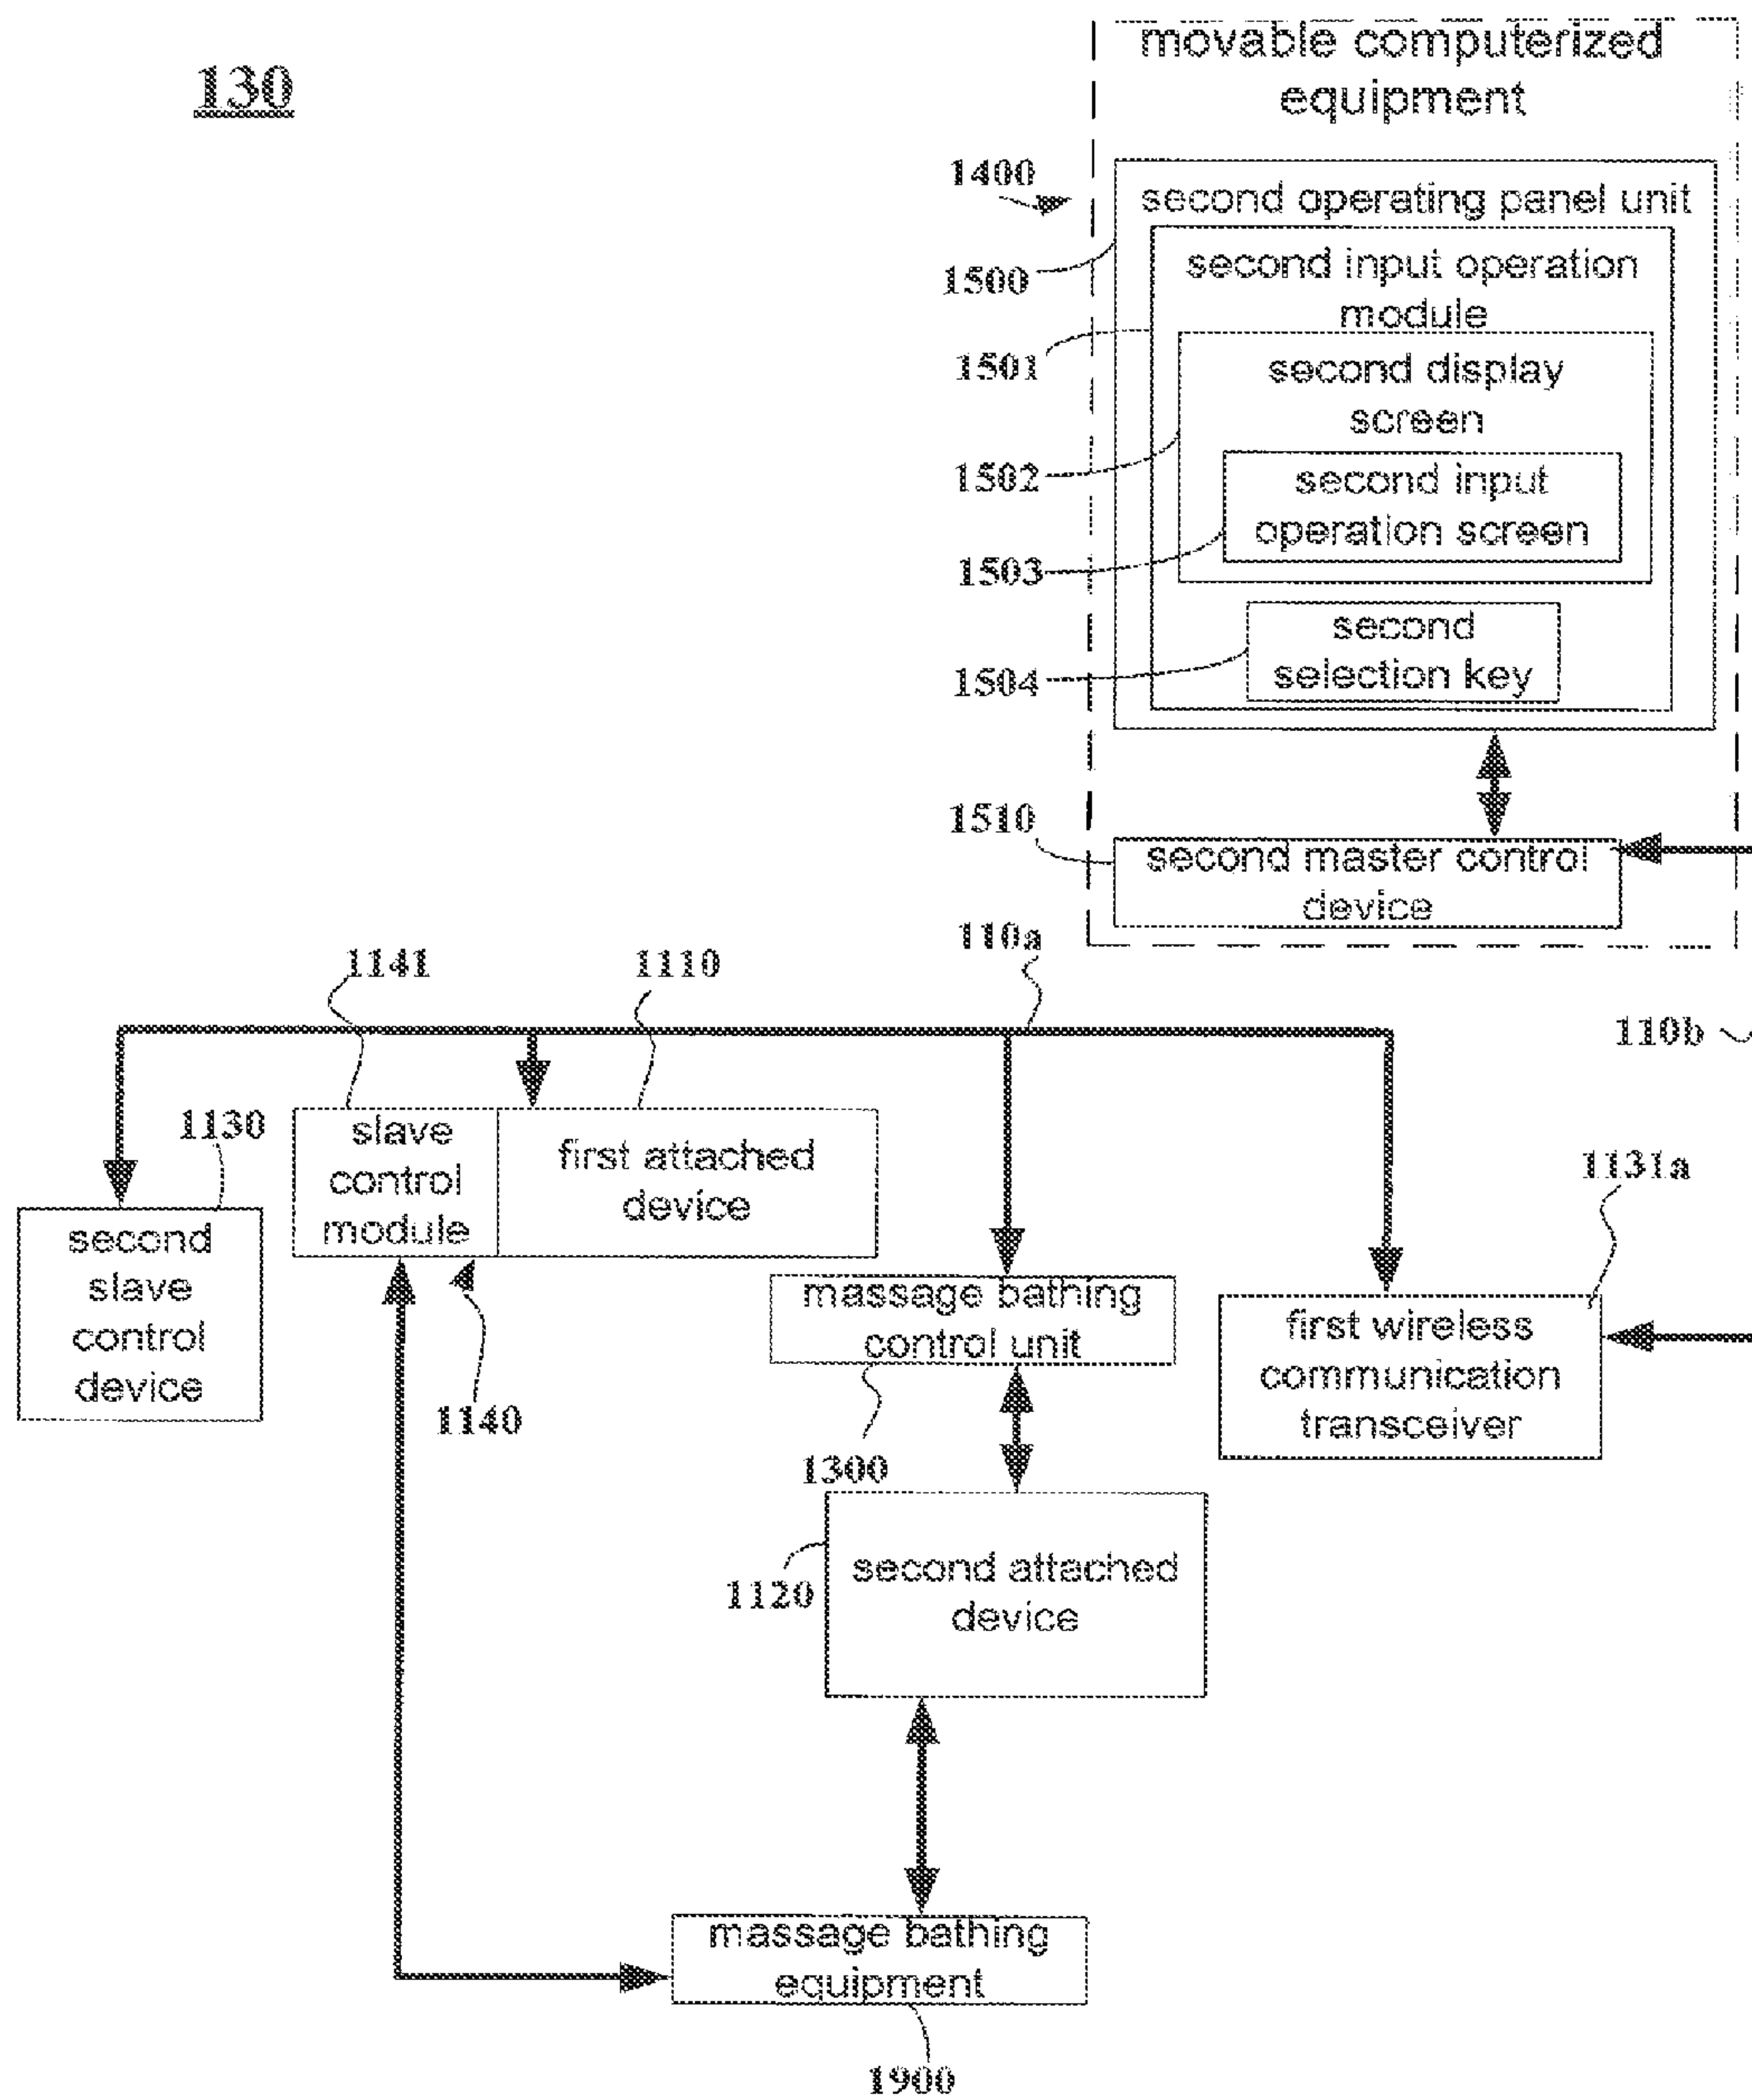 130
movable computerized
equipment
1400
second operating panel unit
1500
second input operation
module
1501
second display
screen
1502
second input
operation screen
1503
second
selection key
1504
1510
second master control
device
110a
1141
1110
110b
1130
slave
control
module
first attached
device
1131a
second
slave
control
device
massage bathing
control unit
first wireless
communication
transceiver
1140
1300
second attached
device
1120
massage bathing
equipment
1900